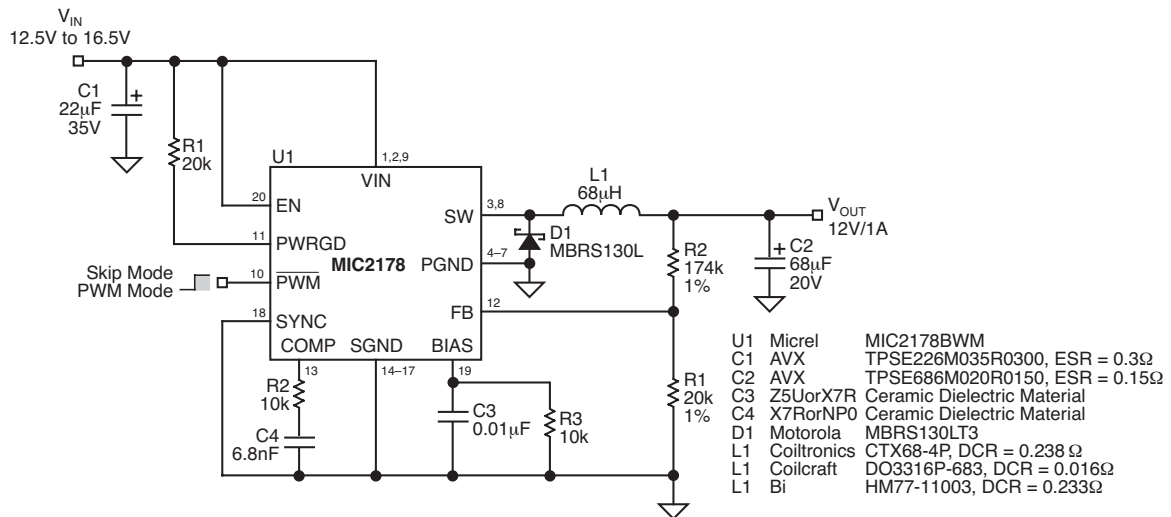 VIN
12.5V to 16.5V
C1
22µF
35V
R1
20k
U1
1,2,9
VIN
20
EN
11
PWRGD
MIC2178
Skip Mode
PWM Mode
10
PWM
18
SYNC
COMP
SGND
BIAS
13
14–17
19
SW
3,8
PGND
4–7
FB
12
L1
68µH
D1
MBRS130L
VOUT
12V/1A
R2
174k
1%
C2
68µF
20V
R1
20k
1%
R2
10k
C4
6.8nF
C3
0.01µF
R3
10k
U1 Micrel MIC2178BWM
C1 AVX TPSE226M035R0300, ESR = 0.3Ω
C2 AVX TPSE686M020R0150, ESR = 0.15Ω
C3 Z5UorX7R Ceramic Dielectric Material
C4 X7RorNP0 Ceramic Dielectric Material
D1 Motorola MBRS130LT3
L1 Coiltronics CTX68-4P, DCR = 0.238 Ω
L1 Coilcraft DO3316P-683, DCR = 0.016Ω
L1 Bi HM77-11003, DCR = 0.233Ω